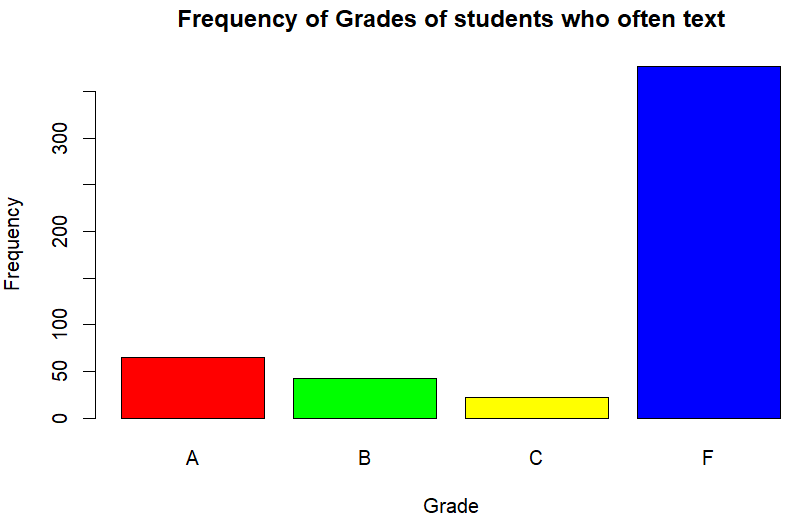 Frequency of Grades of students who often text
Frequency
300
200
100
50
0
A B C F
Grade